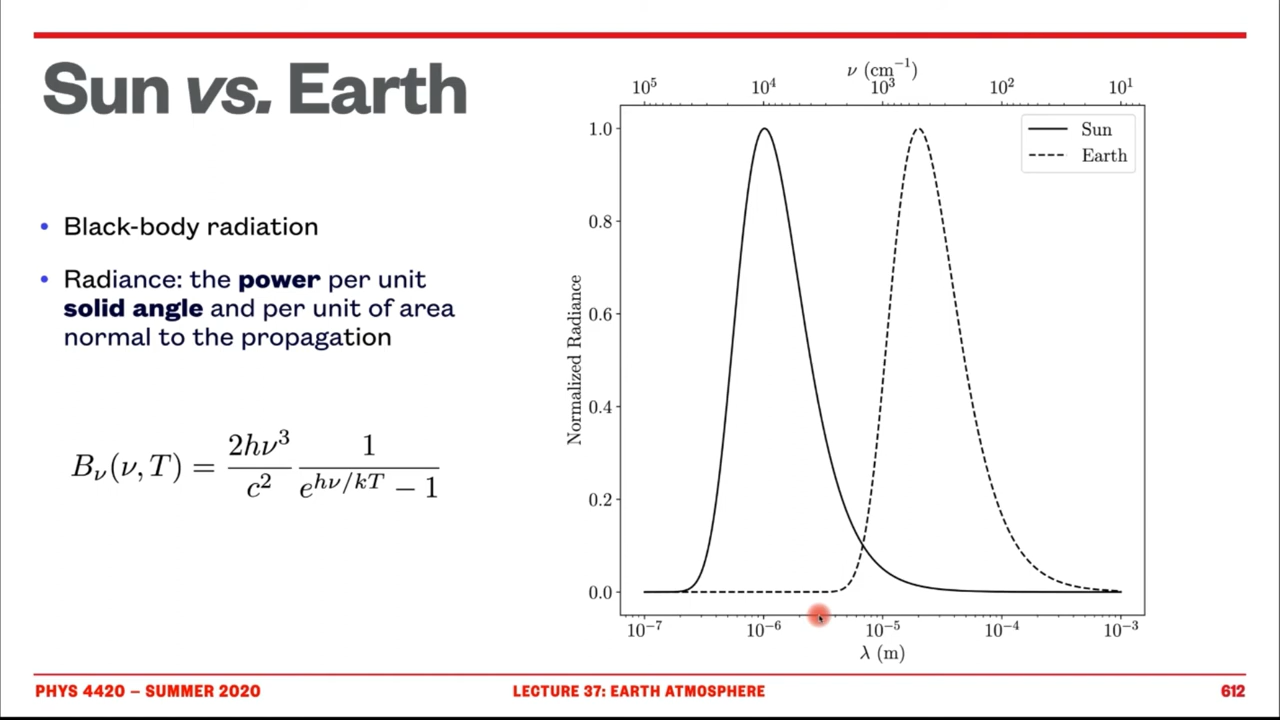 Sun vs. Earth
• Black-body radiation
• Radiance: the power per unit
solid angle and per unit of area
normal to the propagation
B_ν(ν, T) = 2hν³/c² 1/(e^{hν/kT} − 1)
ν (cm⁻¹)
10⁵ 10⁴ 10³ 10² 10¹
Sun
Earth
1.0
0.8
0.6
0.4
0.2
0.0
Normalized Radiance
10⁻⁷ 10⁻⁶ 10⁻⁵ 10⁻⁴ 10⁻³
λ (m)
PHYS 4420 – SUMMER 2020 LECTURE 37: EARTH ATMOSPHERE 612